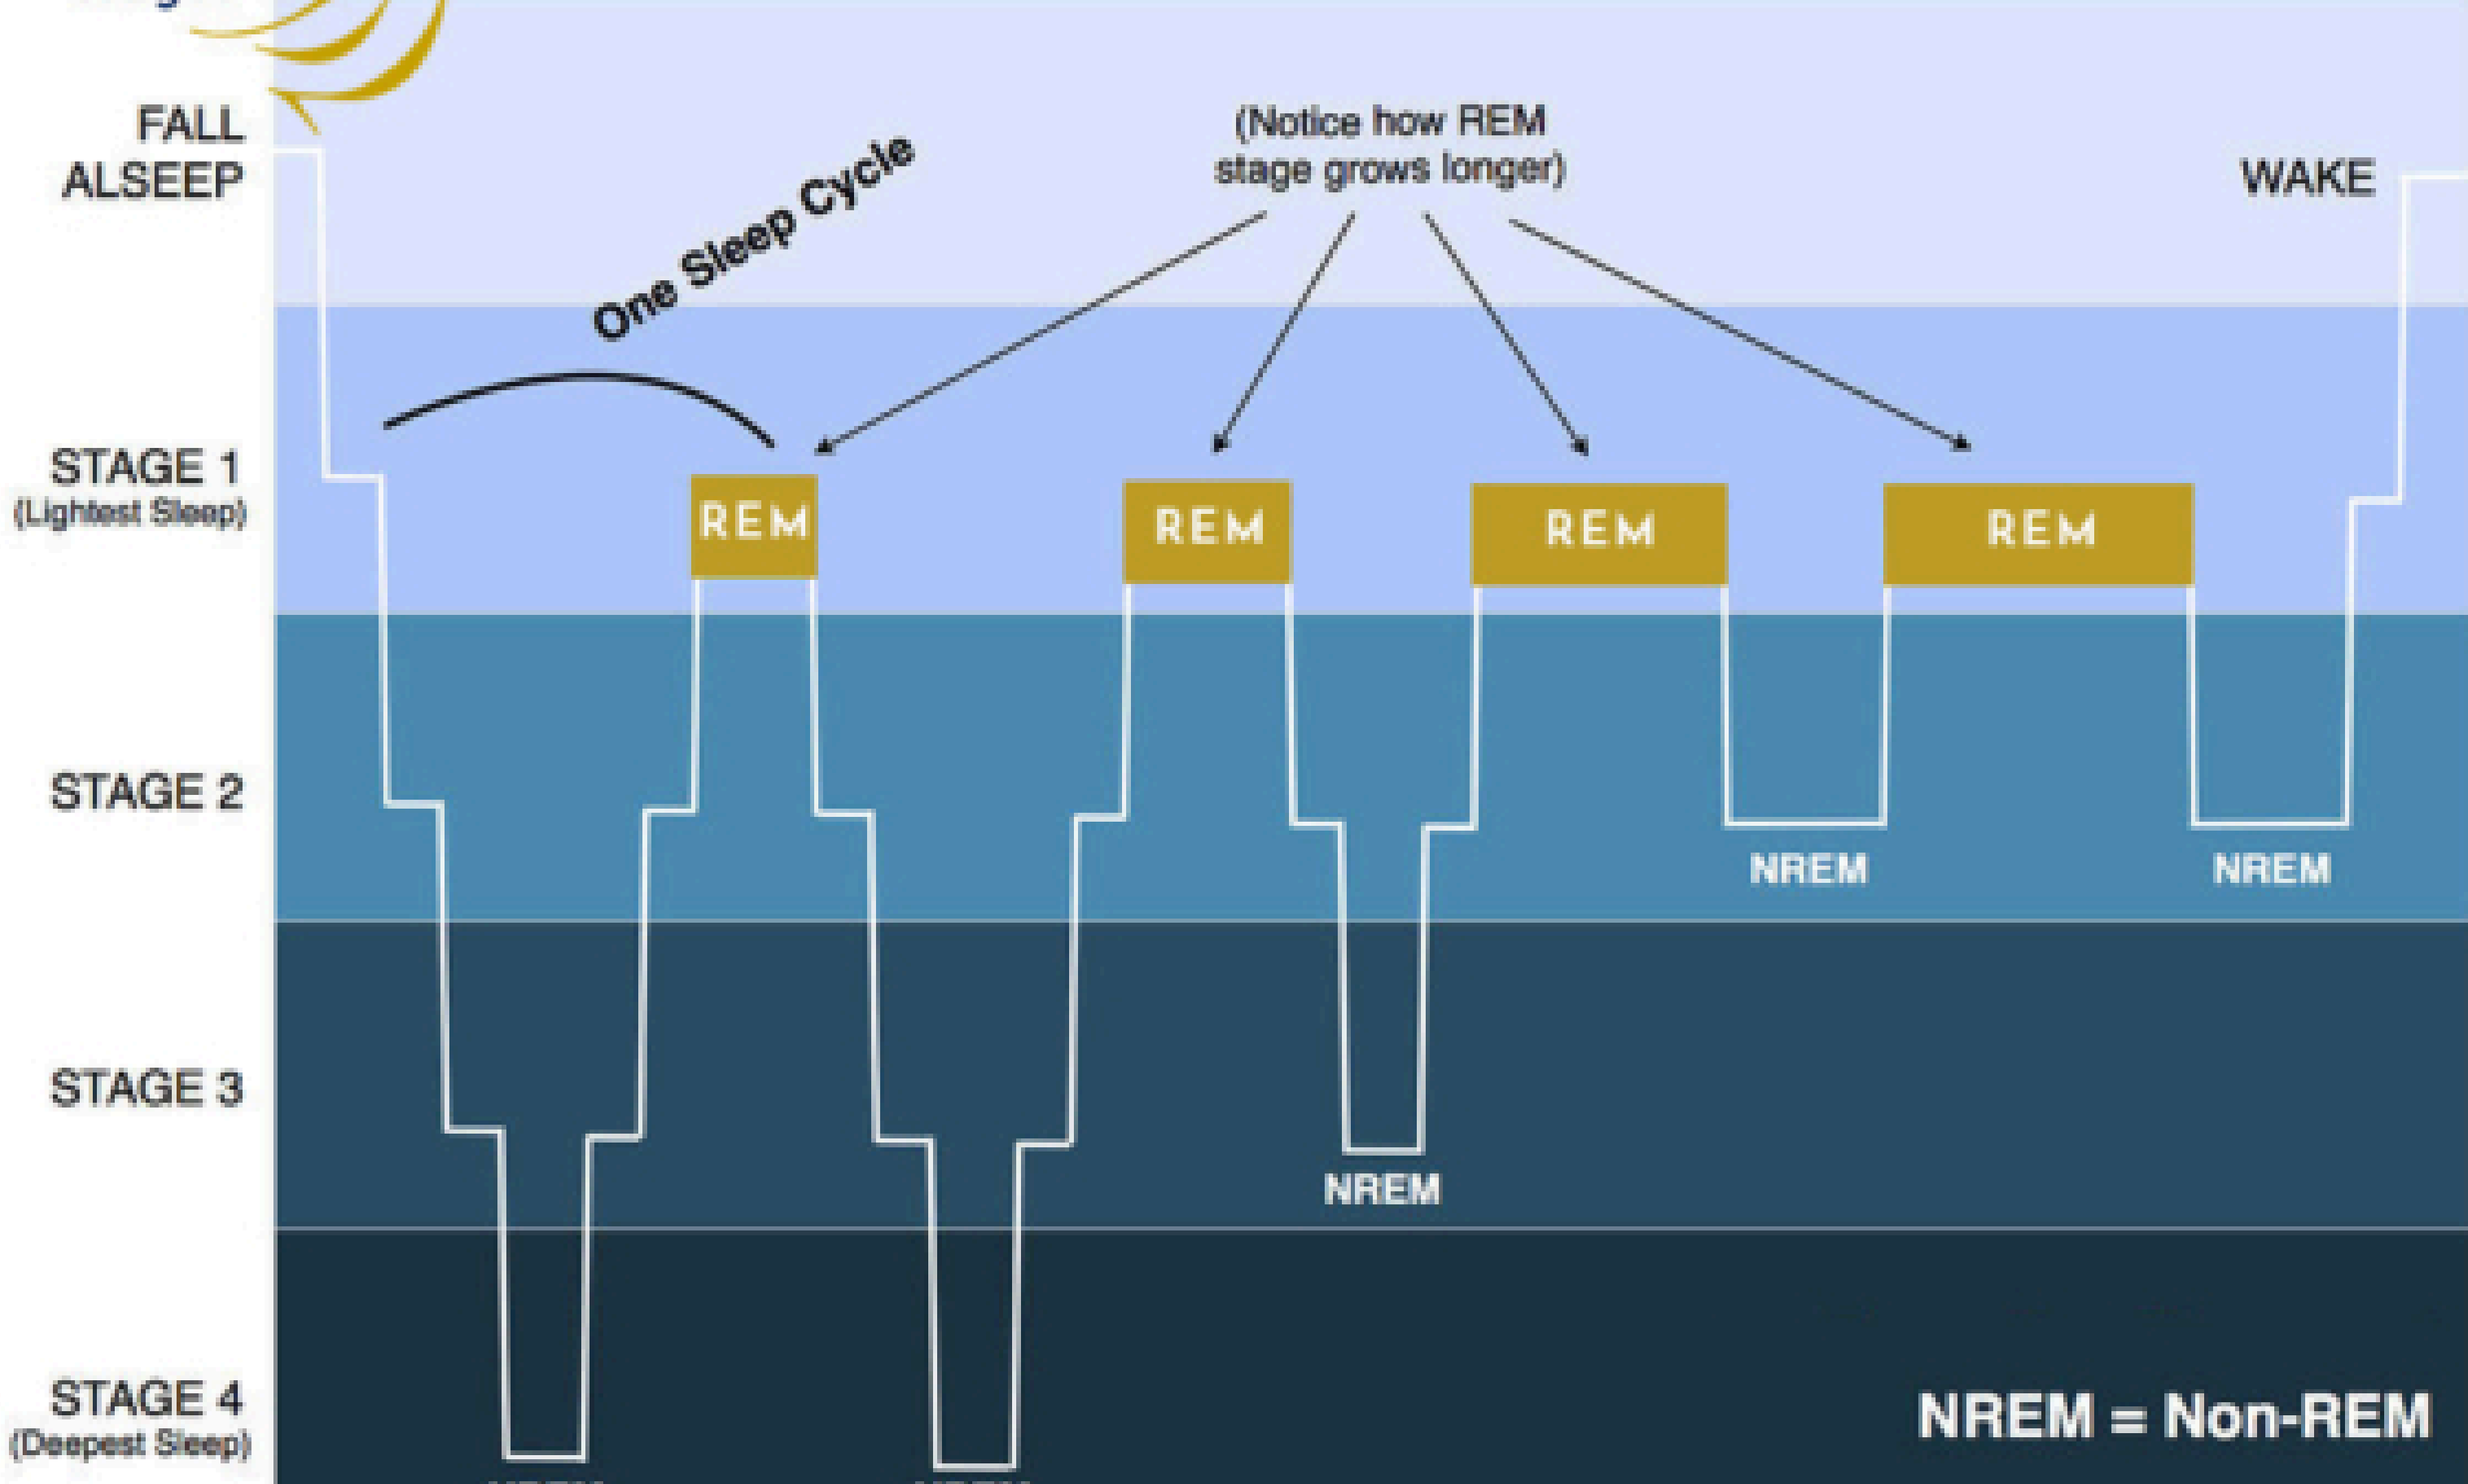 FALL
ALSEEP
(Notice how REM
stage grows longer)
WAKE
One Sleep Cycle
STAGE 1
(Lightest Sleep)
REM
REM
REM
REM
STAGE 2
NREM
NREM
STAGE 3
NREM
STAGE 4
(Deepest Sleep)
NREM = Non-REM